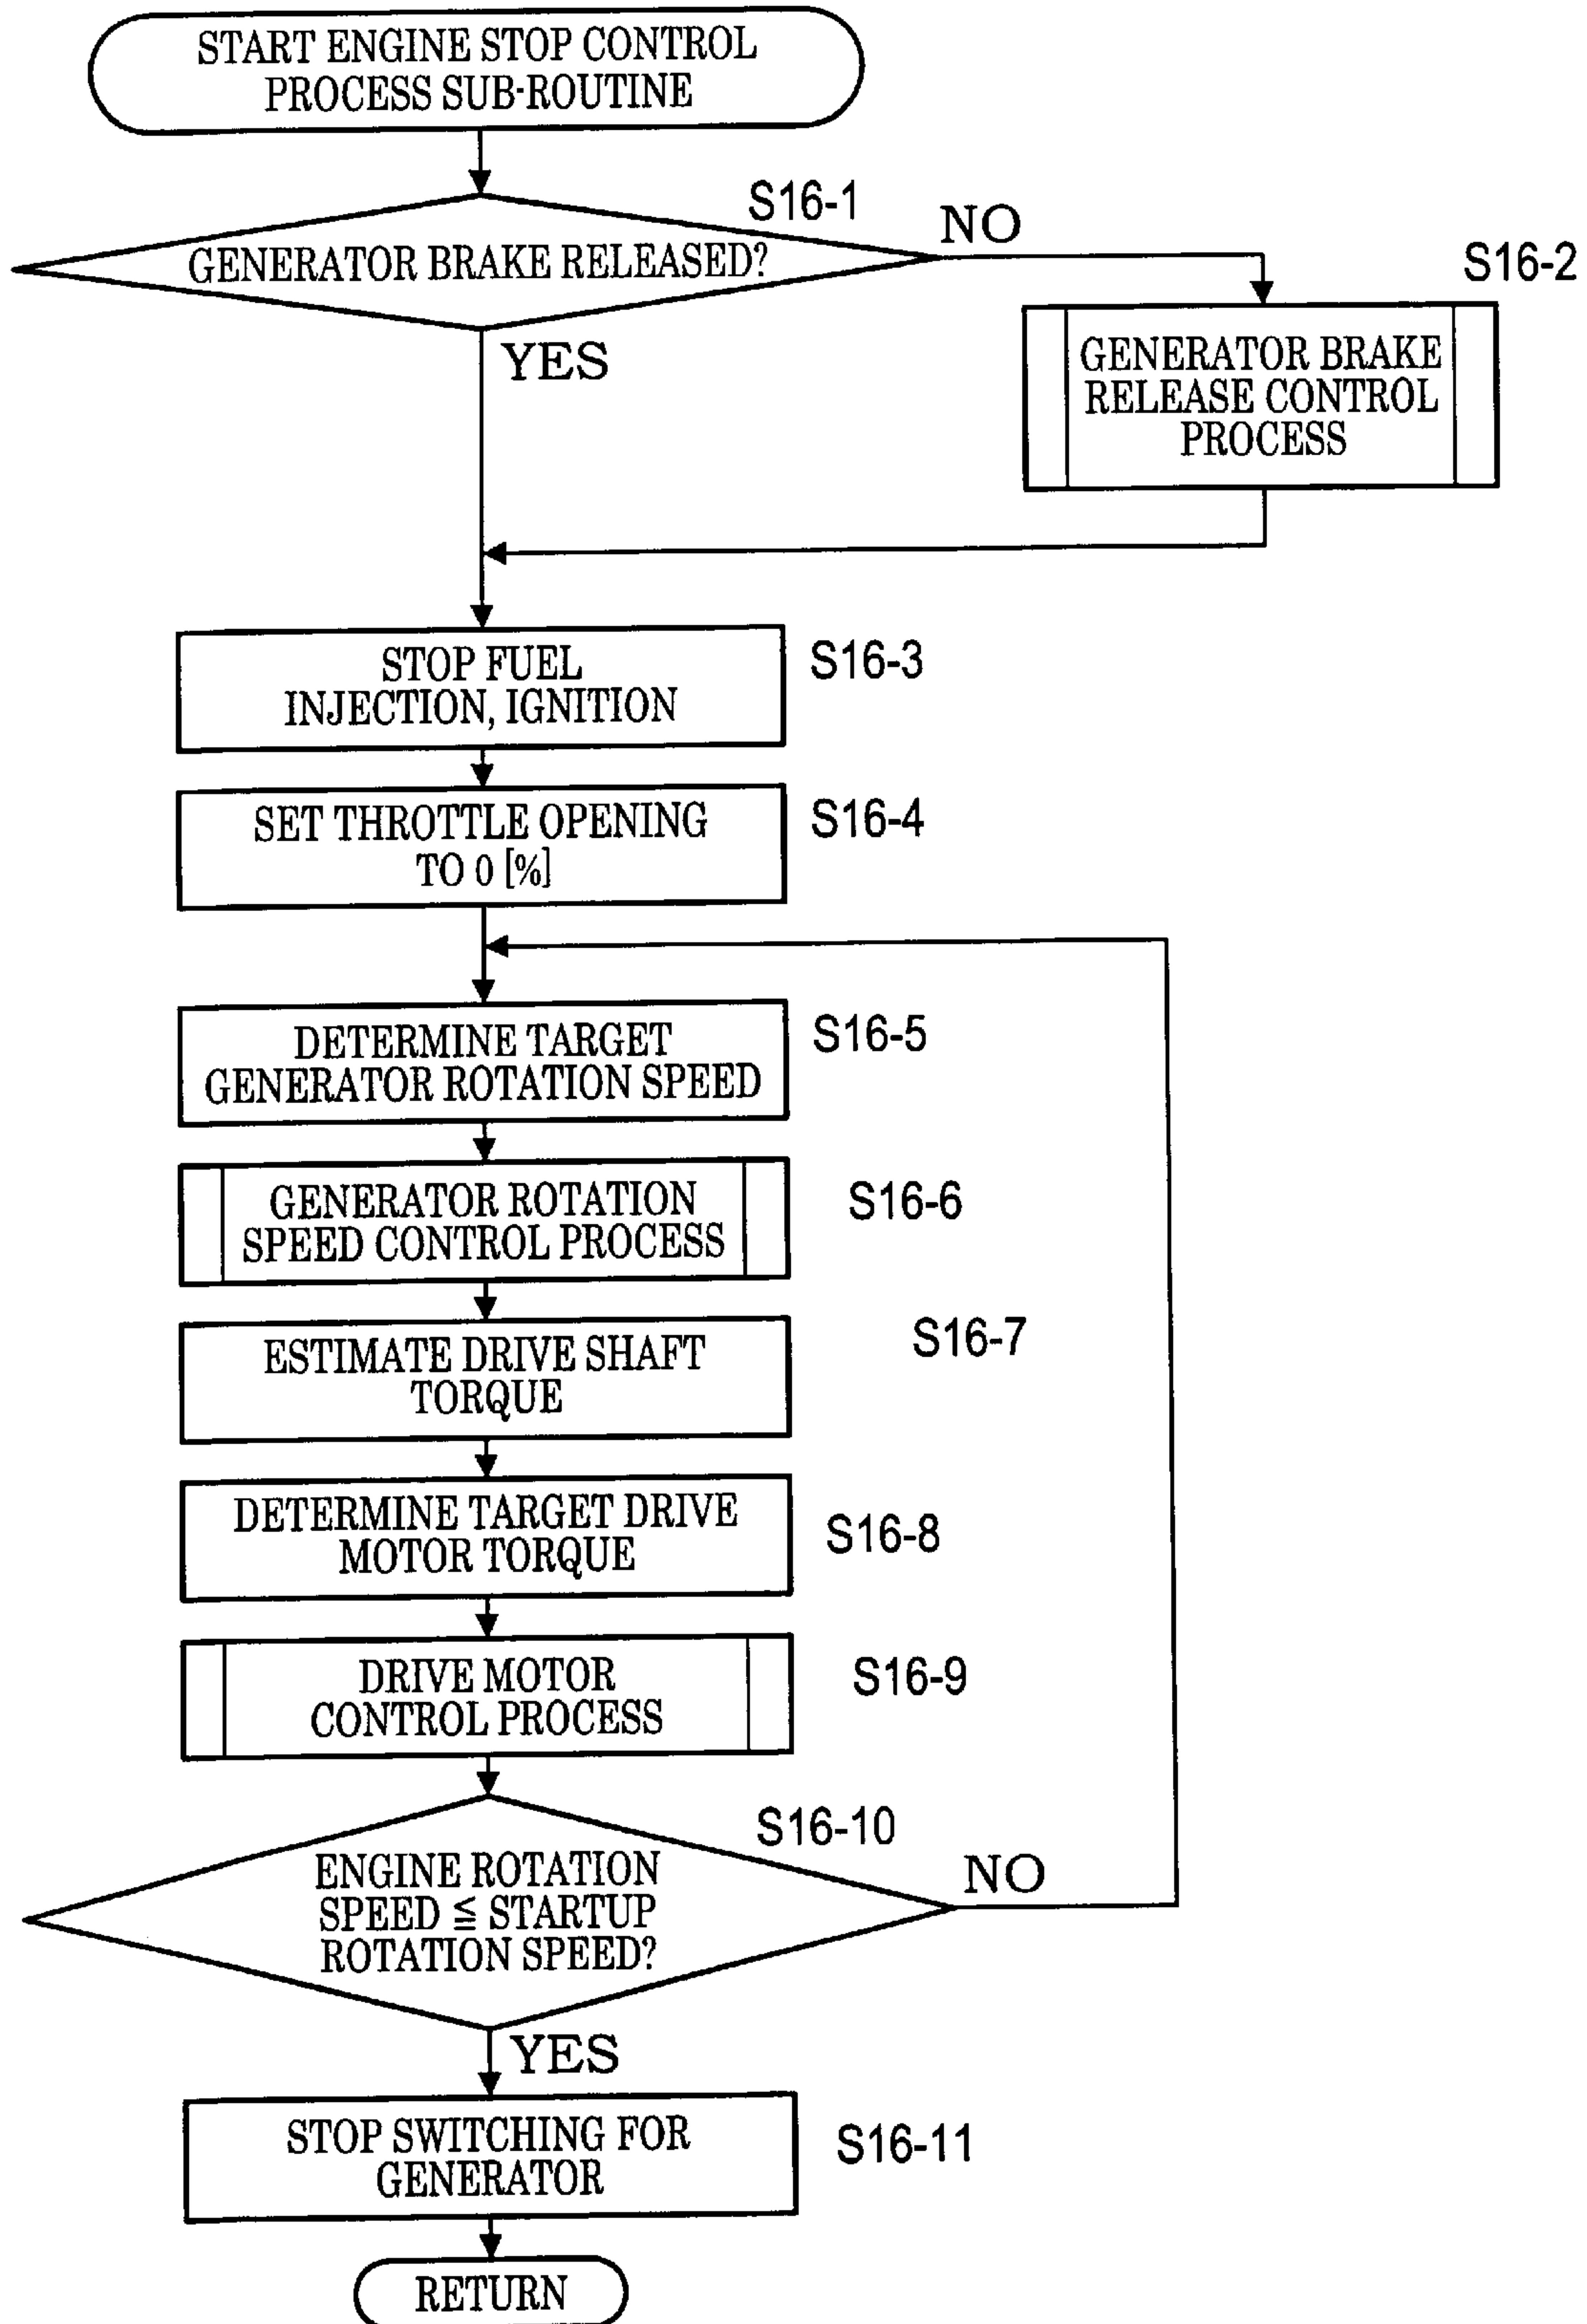 START ENGINE STOP CONTROL
PROCESS SUB-ROUTINE
S16-1
GENERATOR BRAKE RELEASED?
NO
S16-2
YES
GENERATOR BRAKE
RELEASE CONTROL
PROCESS
STOP FUEL
INJECTION, IGNITION
S16-3
SET THROTTLE OPENING
TO 0 [%]
S16-4
DETERMINE TARGET
GENERATOR ROTATION SPEED
S16-5
GENERATOR ROTATION
SPEED CONTROL PROCESS
S16-6
ESTIMATE DRIVE SHAFT
TORQUE
S16-7
DETERMINE TARGET DRIVE
MOTOR TORQUE
S16-8
DRIVE MOTOR
CONTROL PROCESS
S16-9
S16-10
ENGINE ROTATION
SPEED ≦ STARTUP
ROTATION SPEED?
NO
YES
STOP SWITCHING FOR
GENERATOR
S16-11
RETURN